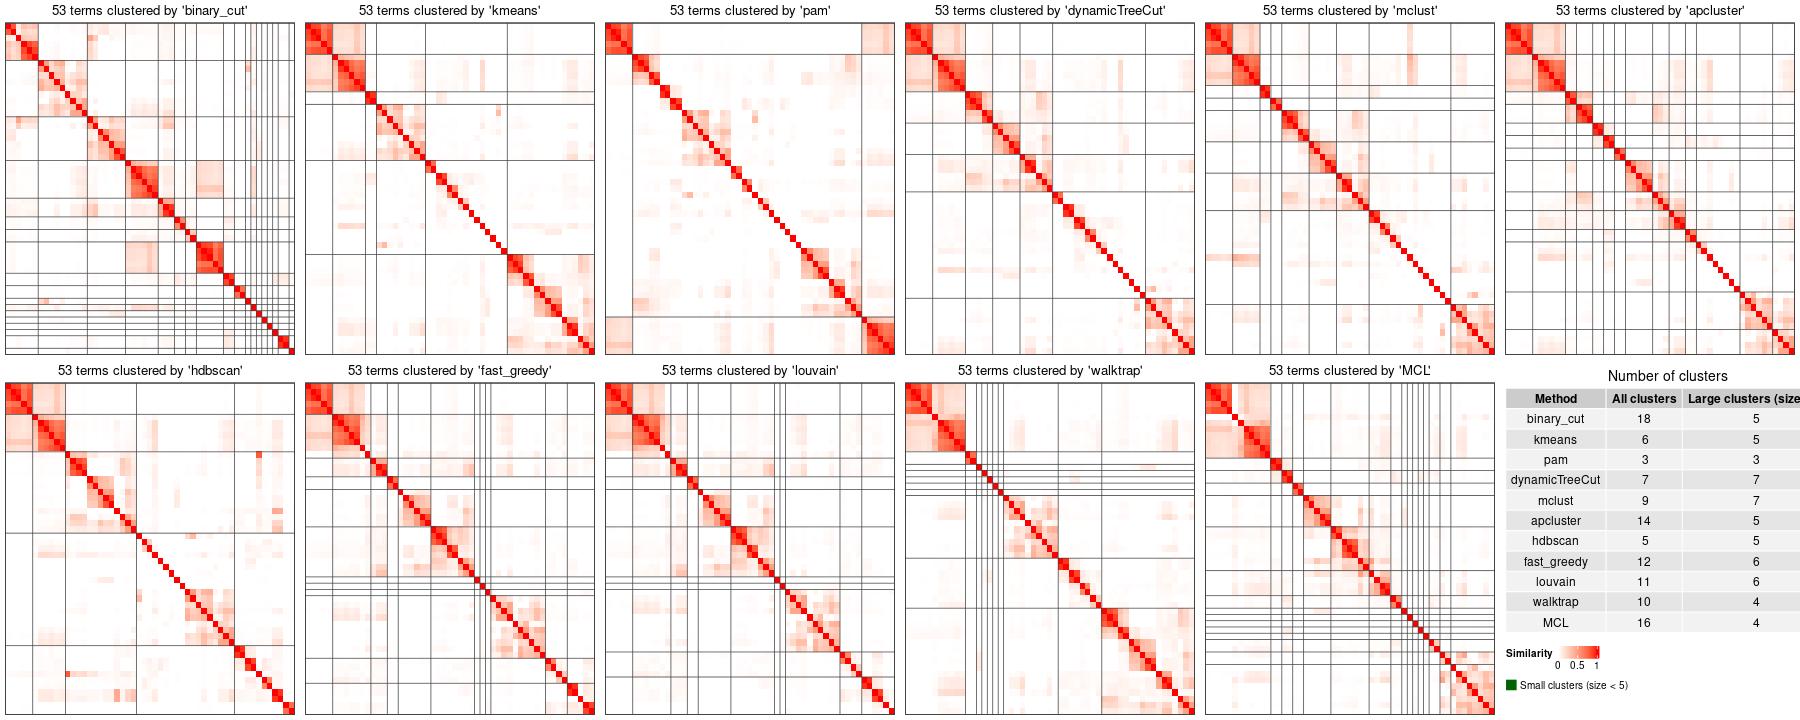 53 terms clustered by 'binary_cut'
53 terms clustered by 'kmeans'
53 terms clustered by 'pam'
53 terms clustered by 'dynamicTreeCut'
53 terms clustered by 'mclust'
53 terms clustered by 'apcluster'
53 terms clustered by 'hdbscan'
53 terms clustered by 'fast_greedy'
53 terms clustered by 'louvain'
53 terms clustered by 'walktrap'
53 terms clustered by 'MCL'
Number of clusters
Method All clusters Large clusters (size
binary_cut 18 5
kmeans 6 5
pam 3 3
dynamicTreeCut 7 7
mclust 9 7
apcluster 14 5
hdbscan 5 5
fast_greedy 12 6
louvain 11 6
walktrap 10 4
MCL 16 4
Similarity
0 0.5 1
Small clusters (size < 5)